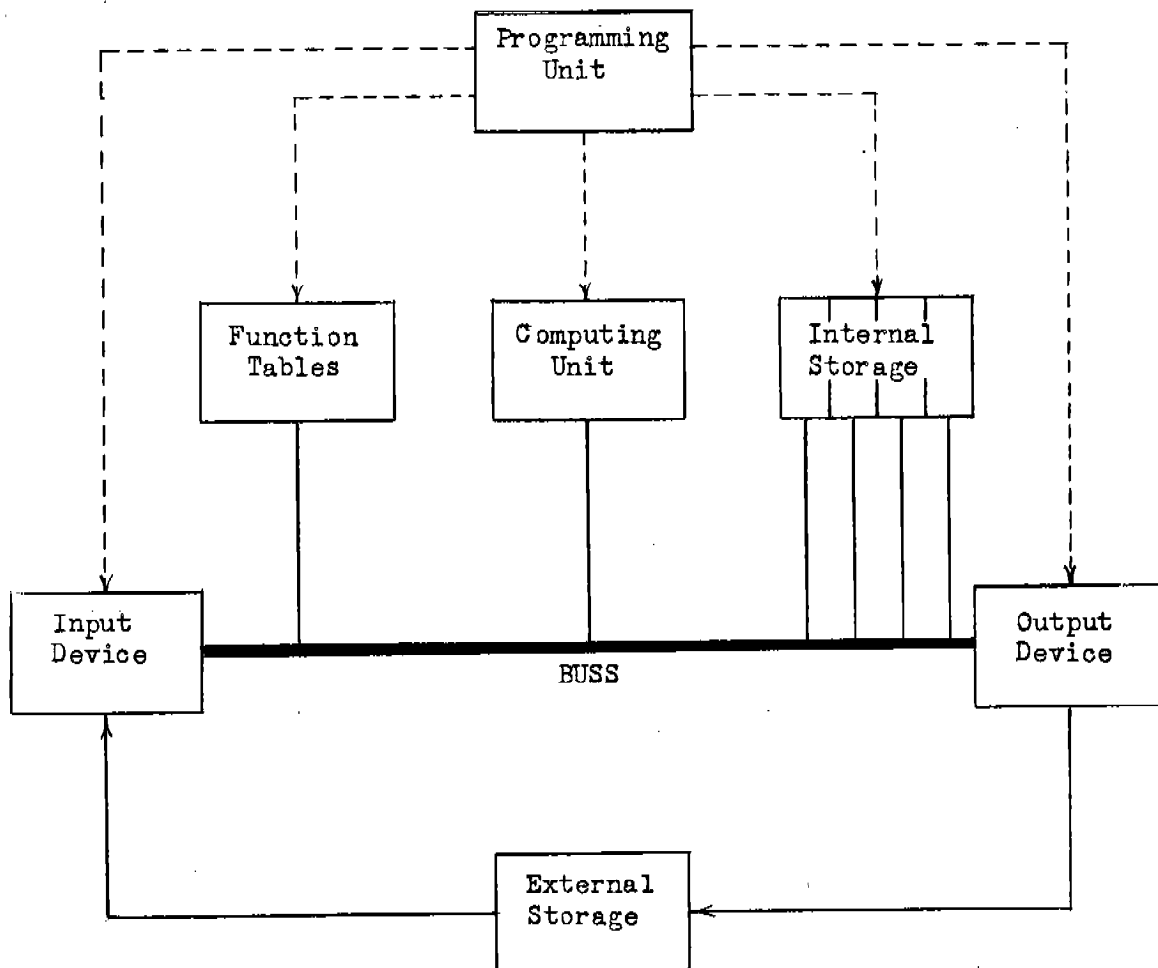 Programming
Unit
Function
Tables
Computing
Unit
Internal
Storage
Input
Device
Output
Device
BUSS
External
Storage